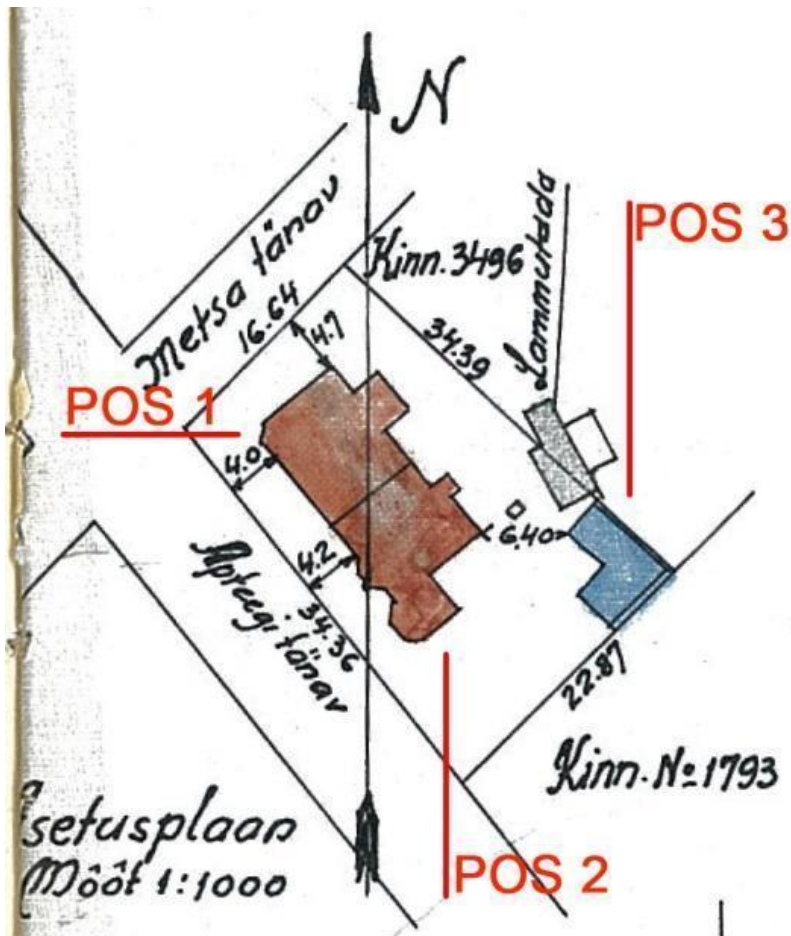 N
Metsa tänav
Kinn. 3496
Lammutada
POS 3
16.64
4.7
34.39
POS 1
4.0
6.40
4.2
Apteegi tänav
34.36
22.87
Kinn. No 1793
setusplaan
Mõõt 1:1000
POS 2